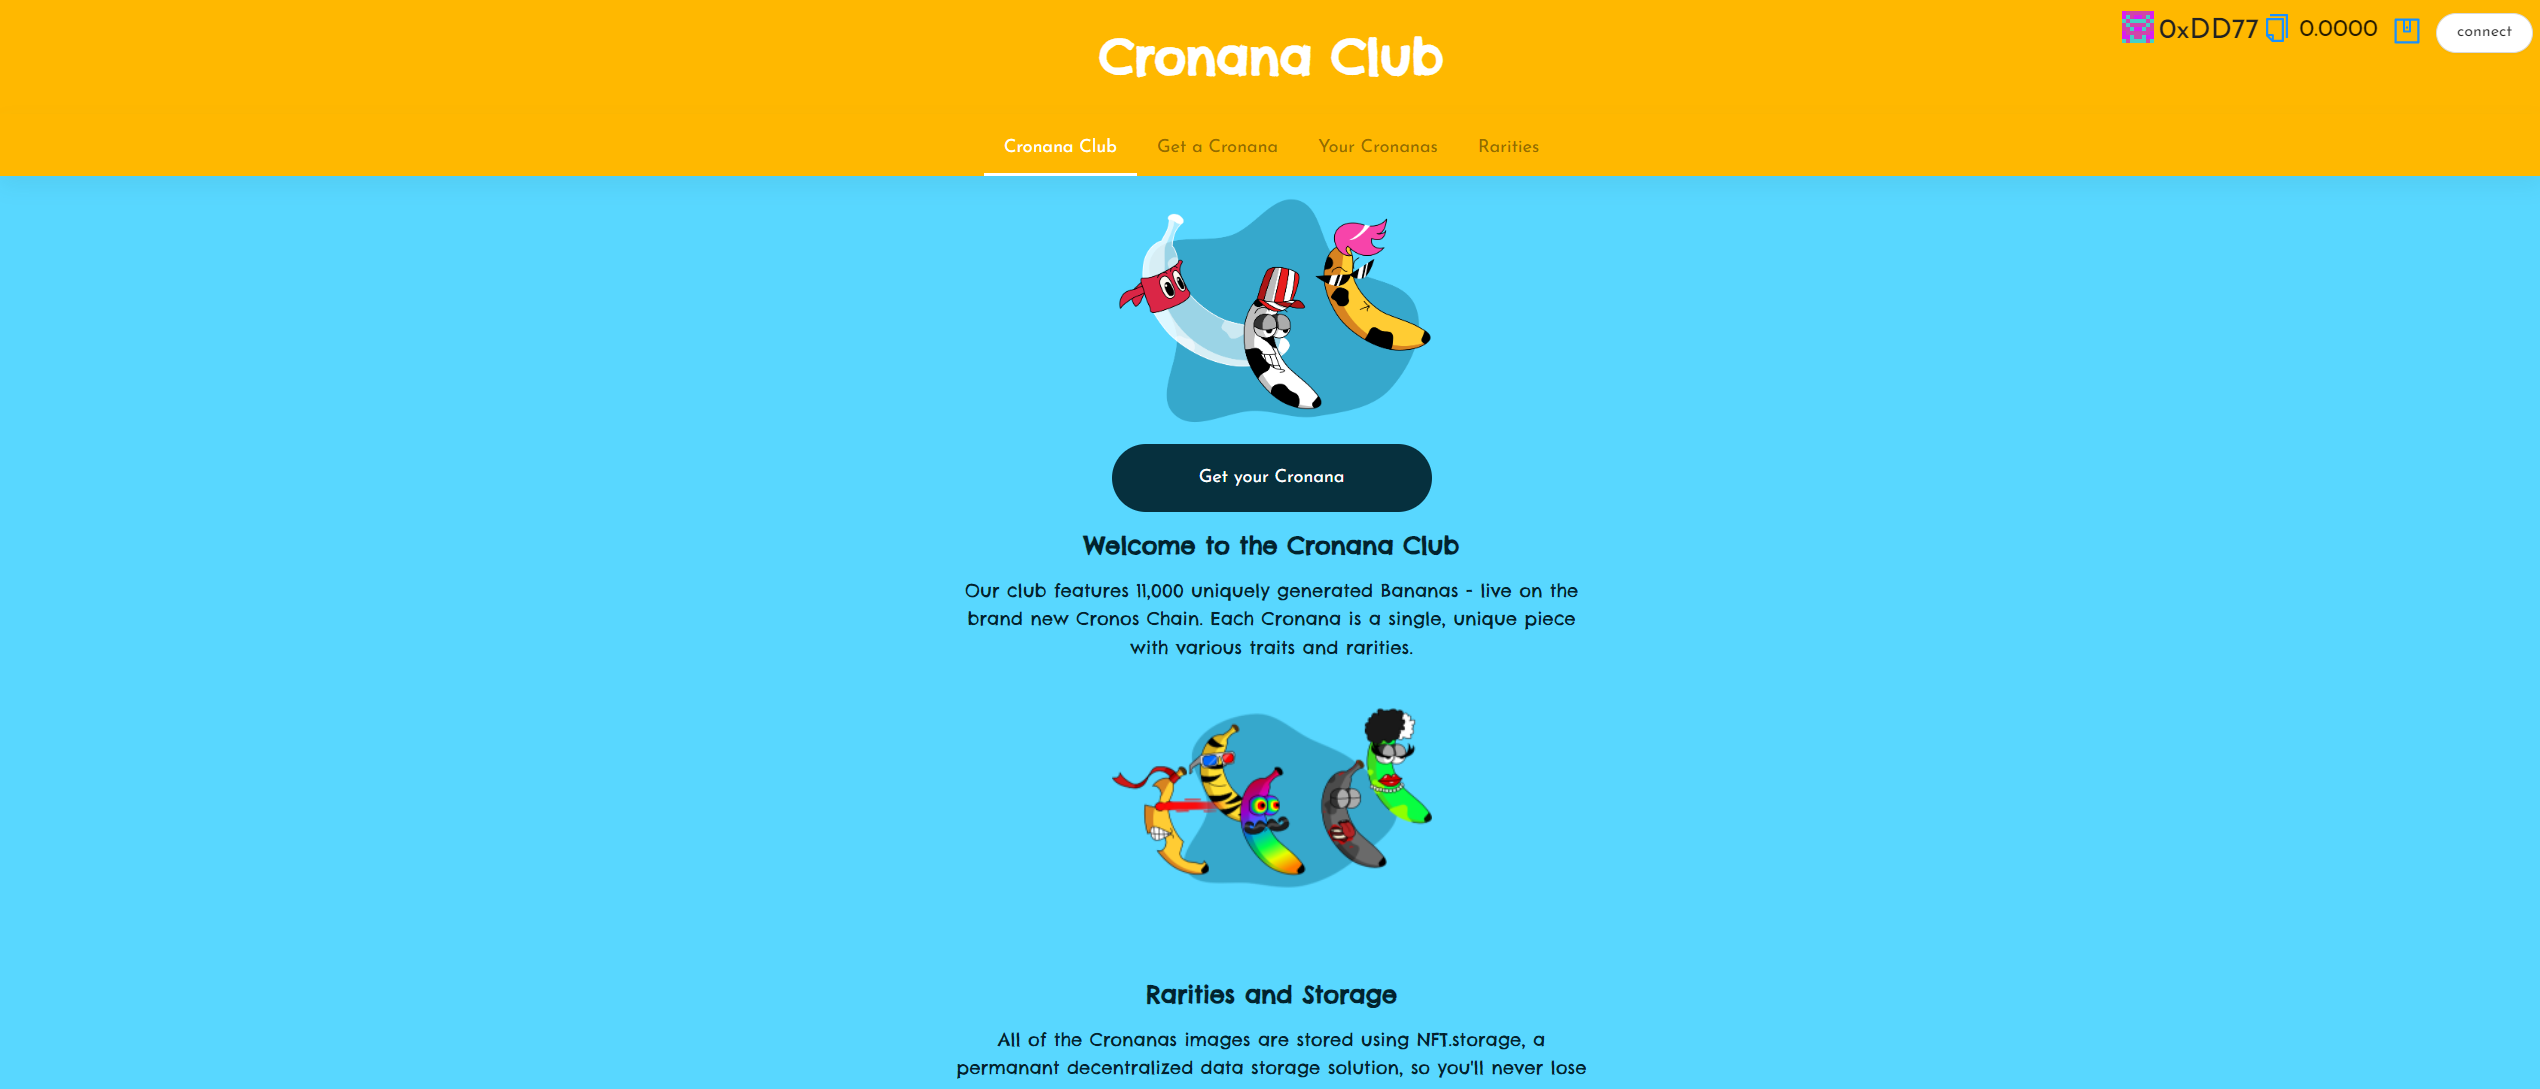 0xDD77 0.0000 connect
Cronana Club
Cronana Club Get a Cronana Your Cronanas Rarities
Get your Cronana
Welcome to the Cronana Club
Our club features 11,000 uniquely generated Bananas - live on the
brand new Cronos Chain. Each Cronana is a single, unique piece
with various traits and rarities.
Rarities and Storage
All of the Cronanas images are stored using NFT.storage, a
permanant decentralized data storage solution, so you'll never lose